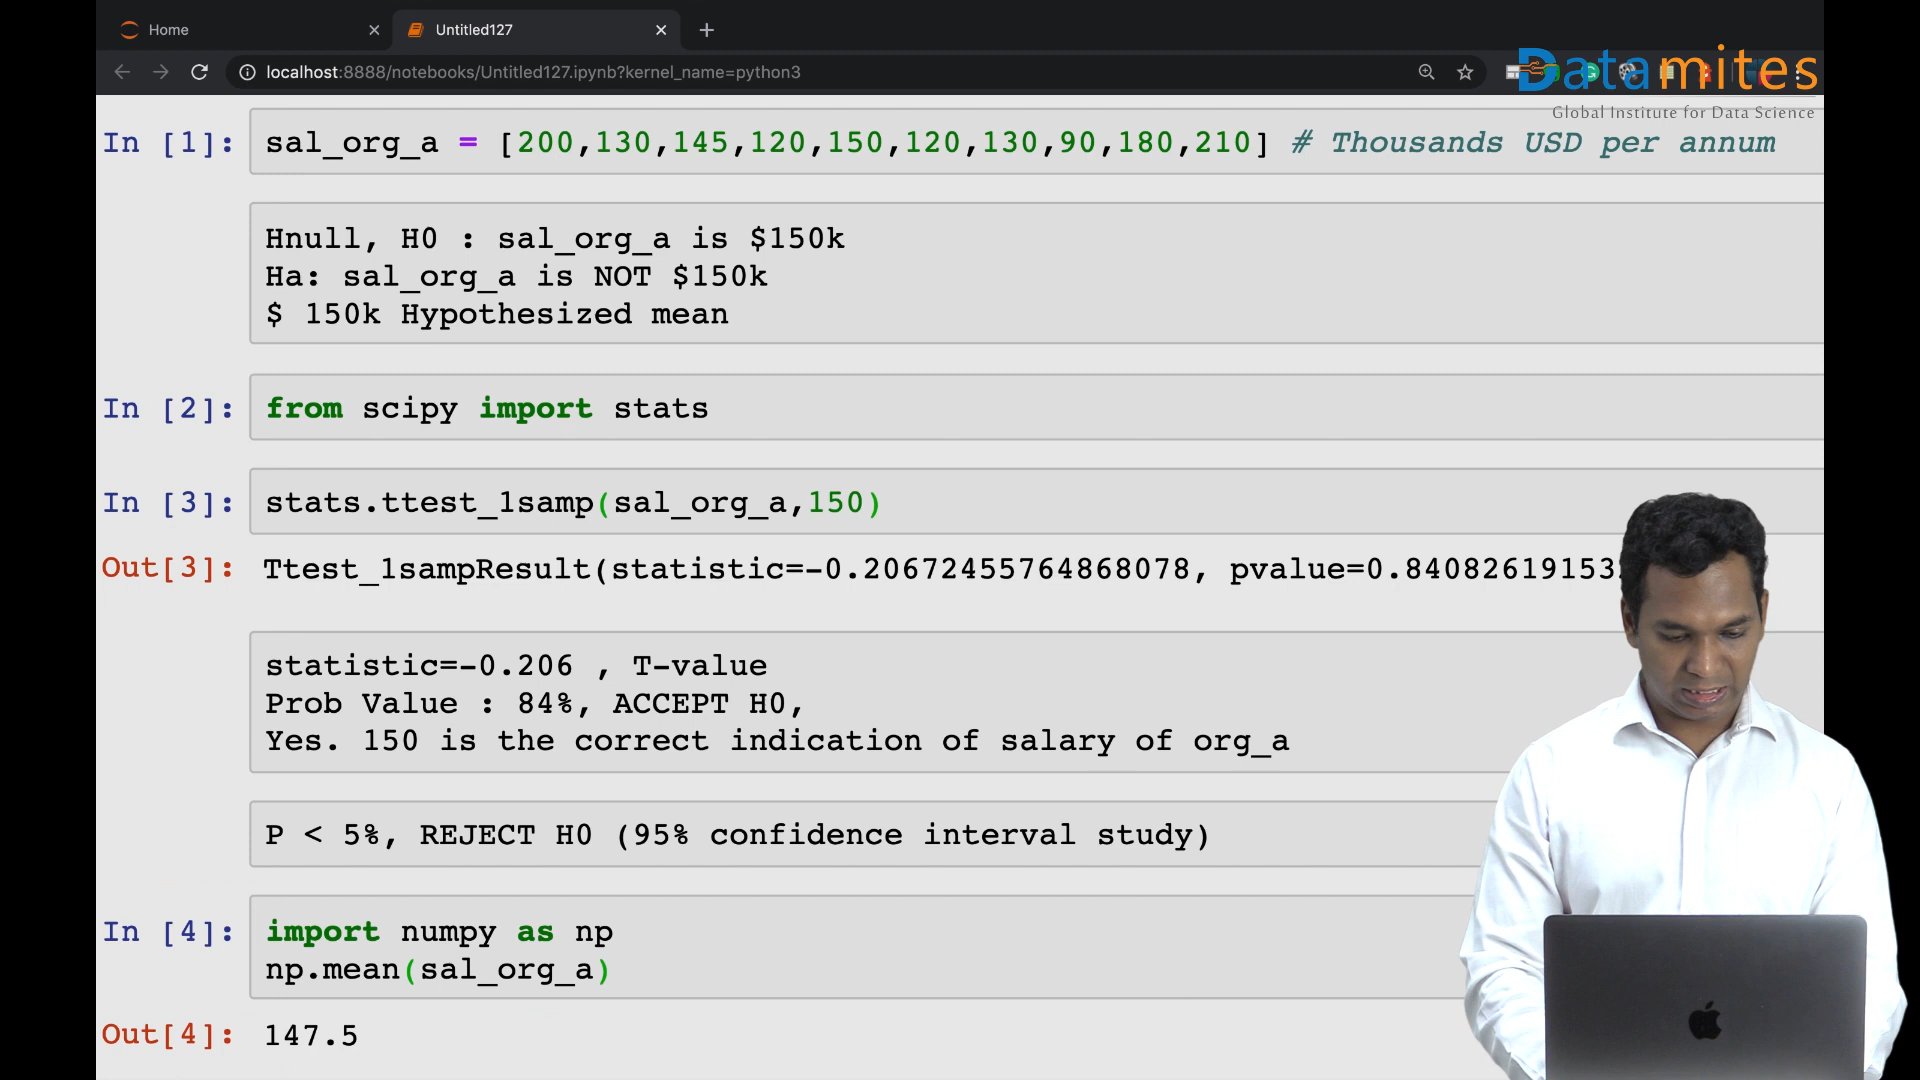 Home
Untitled127
localhost:8888/notebooks/Untitled127.ipynb?kernel_name=python3
Datamites
Global Institute for Data Science
In [1]: sal_org_a = [200,130,145,120,150,120,130,90,180,210] # Thousands USD per annum
Hnull, H0 : sal_org_a is $150k
Ha: sal_org_a is NOT $150k
$ 150k Hypothesized mean
In [2]: from scipy import stats
In [3]: stats.ttest_1samp(sal_org_a,150)
Out[3]: Ttest_1sampResult(statistic=-0.20672455764868078, pvalue=0.840826191533
statistic=-0.206 , T-value
Prob Value : 84%, ACCEPT H0,
Yes. 150 is the correct indication of salary of org_a
P < 5%, REJECT H0 (95% confidence interval study)
In [4]: import numpy as np
np.mean(sal_org_a)
Out[4]: 147.5